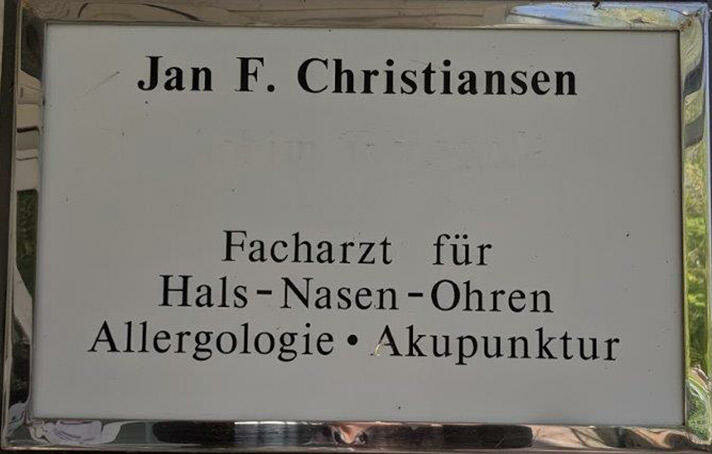 Jan F. Christiansen
Facharzt für
Hals-Nasen-Ohren
Allergologie • Akupunktur